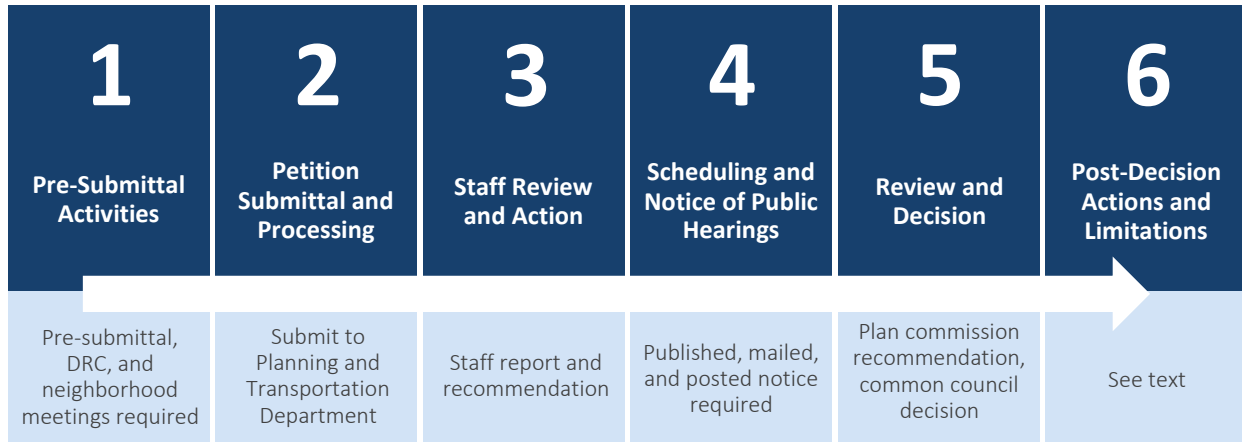 1
Pre-Submittal
Activities
2
Petition
Submittal and
Processing
3
Staff Review
and Action
4
Scheduling and
Notice of Public
Hearings
5
Review and
Decision
6
Post-Decision
Actions and
Limitations
Pre-submittal,
DRC, and
neighborhood
meetings required
Submit to
Planning and
Transportation
Department
Staff report and
recommendation
Published, mailed,
and posted notice
required
Plan commission
recommendation,
common council
decision
See text